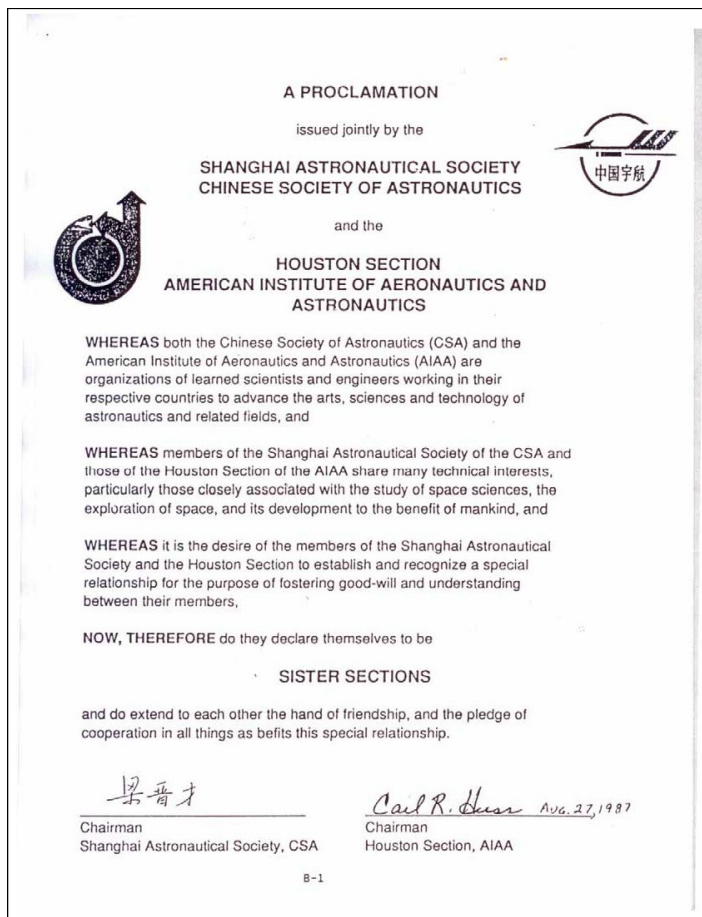 A PROCLAMATION
issued jointly by the
SHANGHAI ASTRONAUTICAL SOCIETY
CHINESE SOCIETY OF ASTRONAUTICS
中国宇航
and the
HOUSTON SECTION
AMERICAN INSTITUTE OF AERONAUTICS AND
ASTRONAUTICS
WHEREAS both the Chinese Society of Astronautics (CSA) and the
American Institute of Aeronautics and Astronautics (AIAA) are
organizations of learned scientists and engineers working in their
respective countries to advance the arts, sciences and technology of
astronautics and related fields, and
WHEREAS members of the Shanghai Astronautical Society of the CSA and
those of the Houston Section of the AIAA share many technical interests,
particularly those closely associated with the study of space sciences, the
exploration of space, and its development to the benefit of mankind, and
WHEREAS it is the desire of the members of the Shanghai Astronautical
Society and the Houston Section to establish and recognize a special
relationship for the purpose of fostering good-will and understanding
between their members,
NOW, THEREFORE do they declare themselves to be
SISTER SECTIONS
and do extend to each other the hand of friendship, and the pledge of
cooperation in all things as befits this special relationship.
梁晋才
Carl R. Huss AUG. 27, 1987
Chairman
Shanghai Astronautical Society, CSA
Chairman
Houston Section, AIAA
B-1